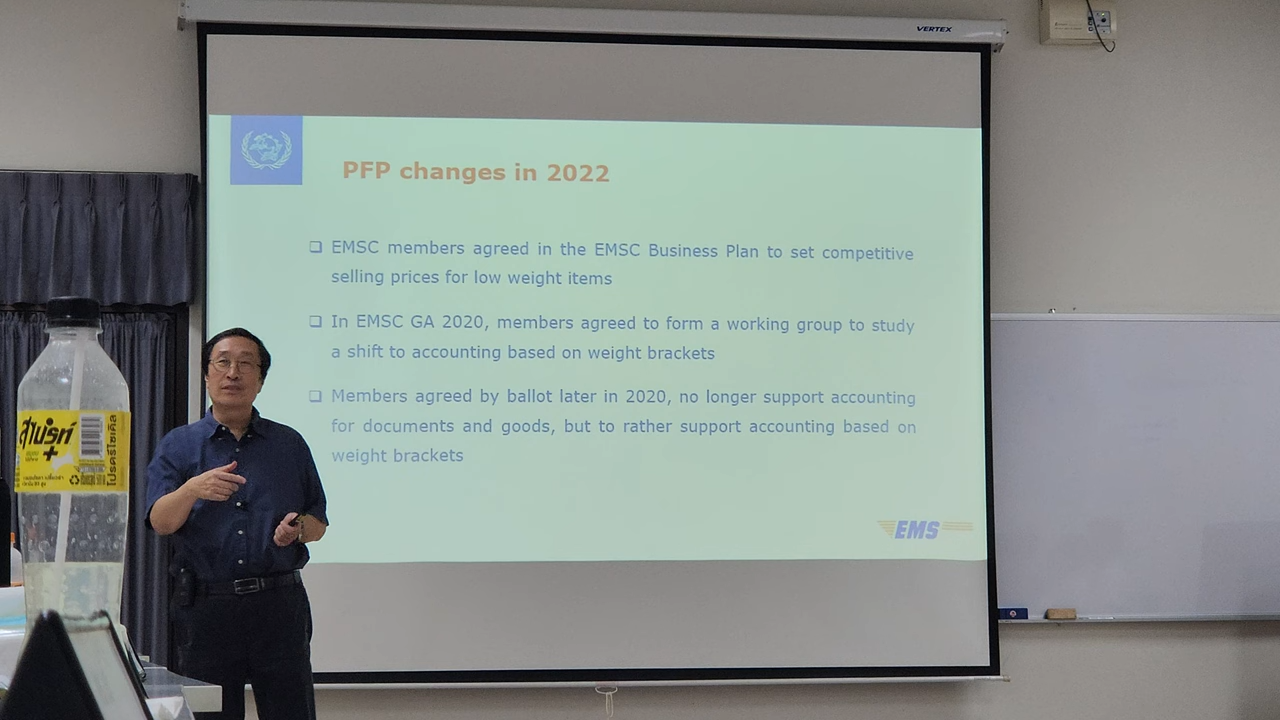 VERTEX
PFP changes in 2022
❑ EMSC members agreed in the EMSC Business Plan to set competitive
selling prices for low weight items
❑ In EMSC GA 2020, members agreed to form a working group to study
a shift to accounting based on weight brackets
❑ Members agreed by ballot later in 2020, no longer support accounting
for documents and goods, but to rather support accounting based on
weight brackets
EMS
+